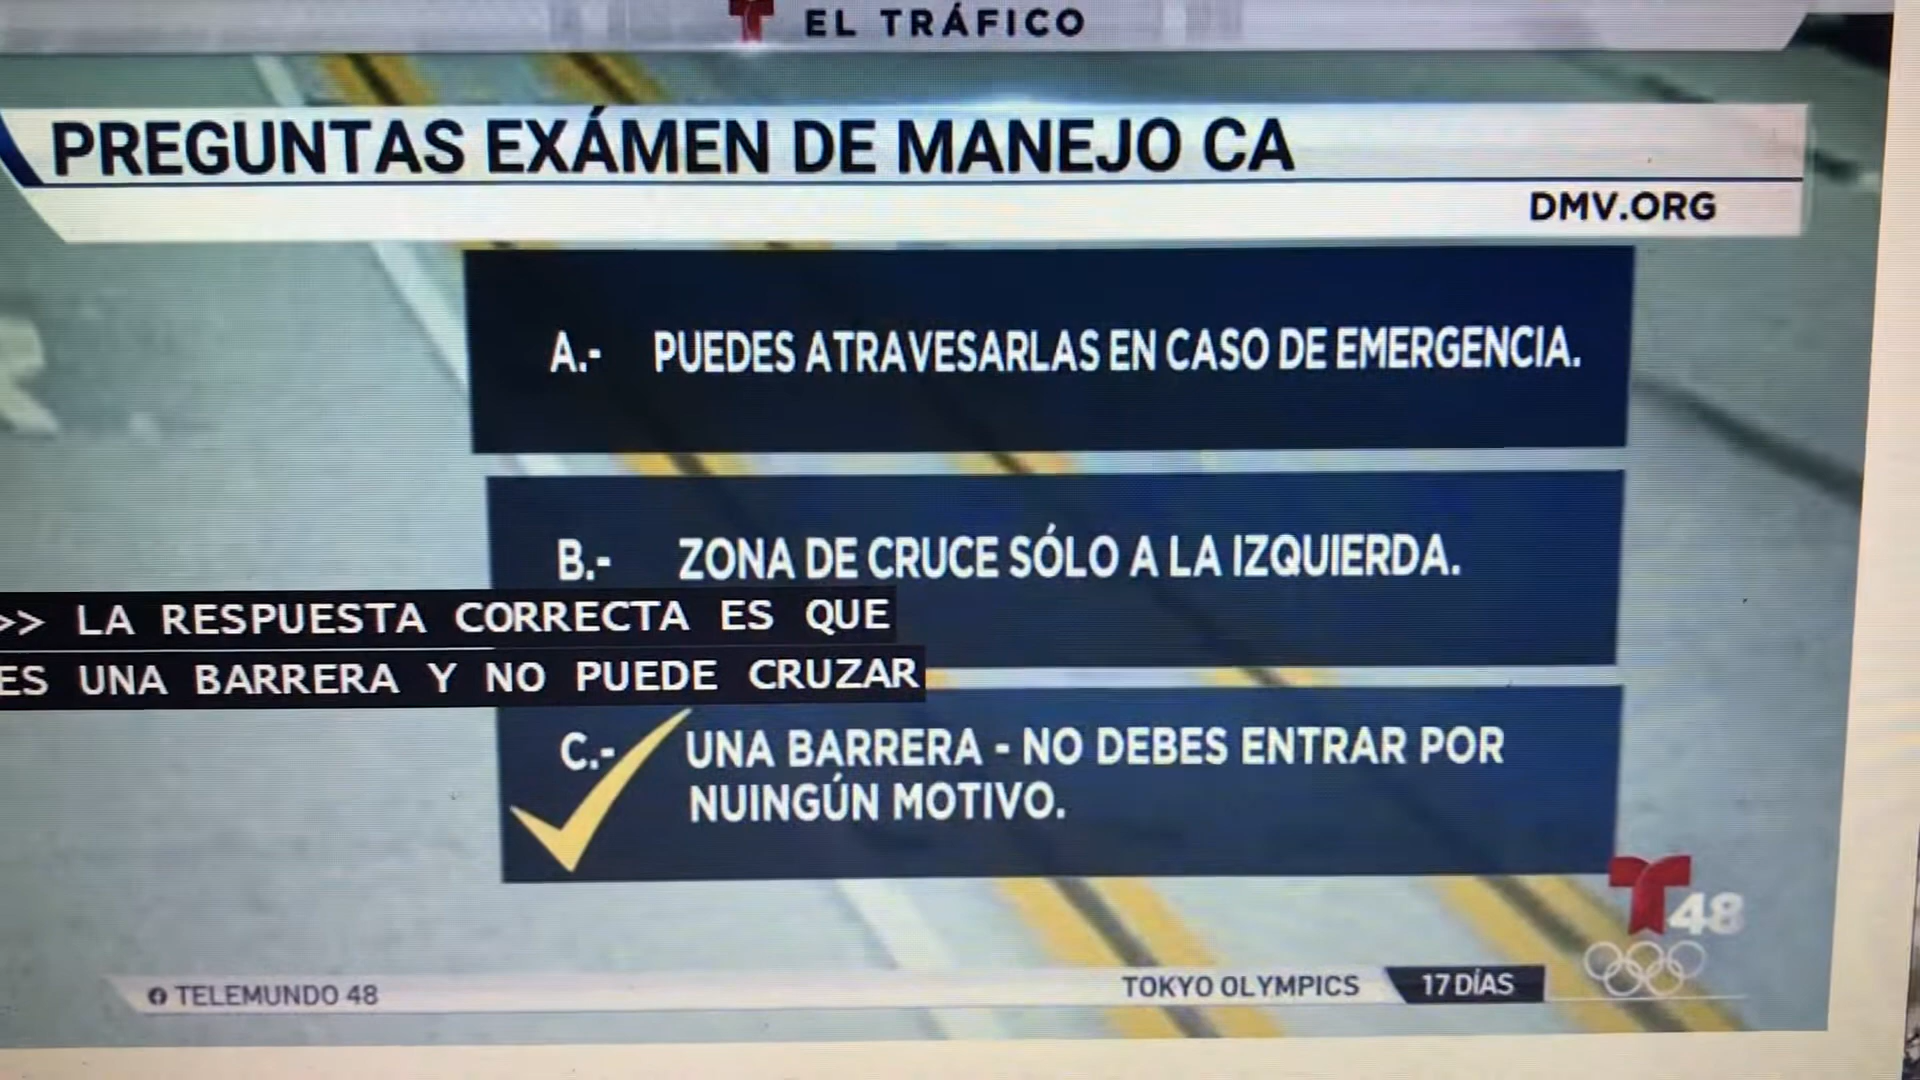 EL TRÁFICO
PREGUNTAS EXÁMEN DE MANEJO CA
DMV.ORG
A.- PUEDES ATRAVESARLAS EN CASO DE EMERGENCIA.
B.- ZONA DE CRUCE SÓLO A LA IZQUIERDA.
>> LA RESPUESTA CORRECTA ES QUE
ES UNA BARRERA Y NO PUEDE CRUZAR
C.- UNA BARRERA - NO DEBES ENTRAR POR
NUINGÚN MOTIVO.
48
TELEMUNDO 48
TOKYO OLYMPICS 17 DÍAS